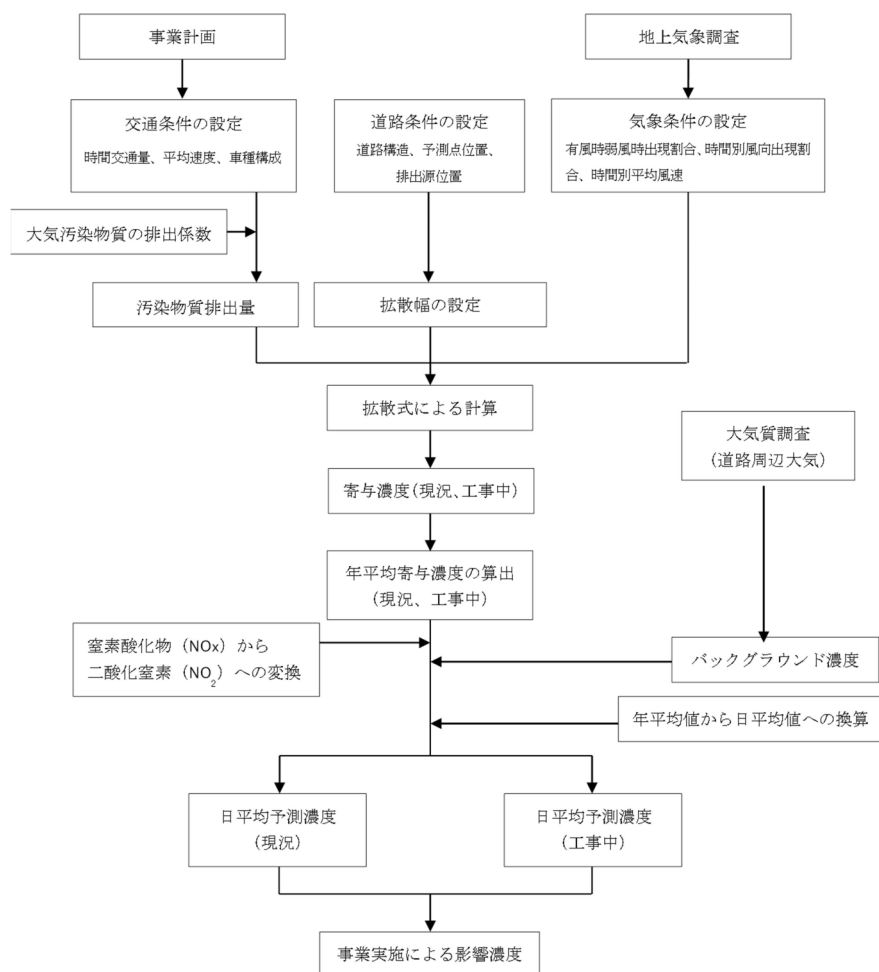 事業計画
地上気象調査
交通条件の設定
時間交通量、平均速度、車種構成
道路条件の設定
道路構造、予測点位置、
排出源位置
気象条件の設定
有風時弱風時出現割合、時間別風向出現割
合、時間別平均風速
大気汚染物質の排出係数
汚染物質排出量
拡散幅の設定
拡散式による計算
大気質調査
(道路周辺大気)
寄与濃度(現況、工事中)
年平均寄与濃度の算出
(現況、工事中)
窒素酸化物（NOx）から
二酸化窒素（NO2）への変換
バックグラウンド濃度
年平均値から日平均値への換算
日平均予測濃度
(現況)
日平均予測濃度
(工事中)
事業実施による影響濃度